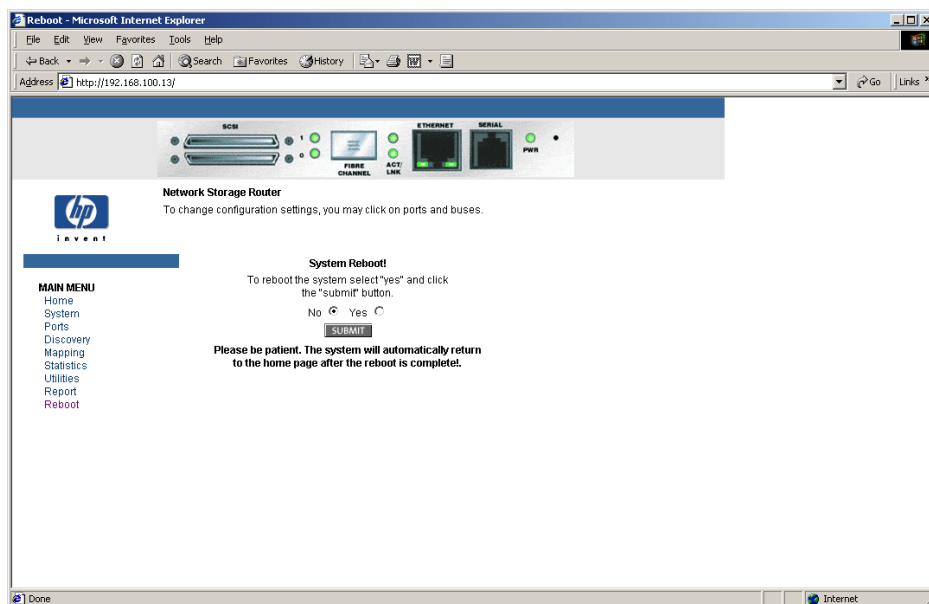 Reboot - Microsoft Internet Explorer
File Edit View Favorites Tools Help
Back Search Favorites History
Address http://192.168.100.13/ Go Links »
SCSI ETHERNET SERIAL
1
0
FIBRE CHANNEL ACT/ LNK PWR
hp
invent
Network Storage Router
To change configuration settings, you may click on ports and buses.
MAIN MENU
Home
System
Ports
Discovery
Mapping
Statistics
Utilities
Report
Reboot
System Reboot!
To reboot the system select "yes" and click
the "submit" button.
No Yes
SUBMIT
Please be patient. The system will automatically return
to the home page after the reboot is complete!.
Done Internet